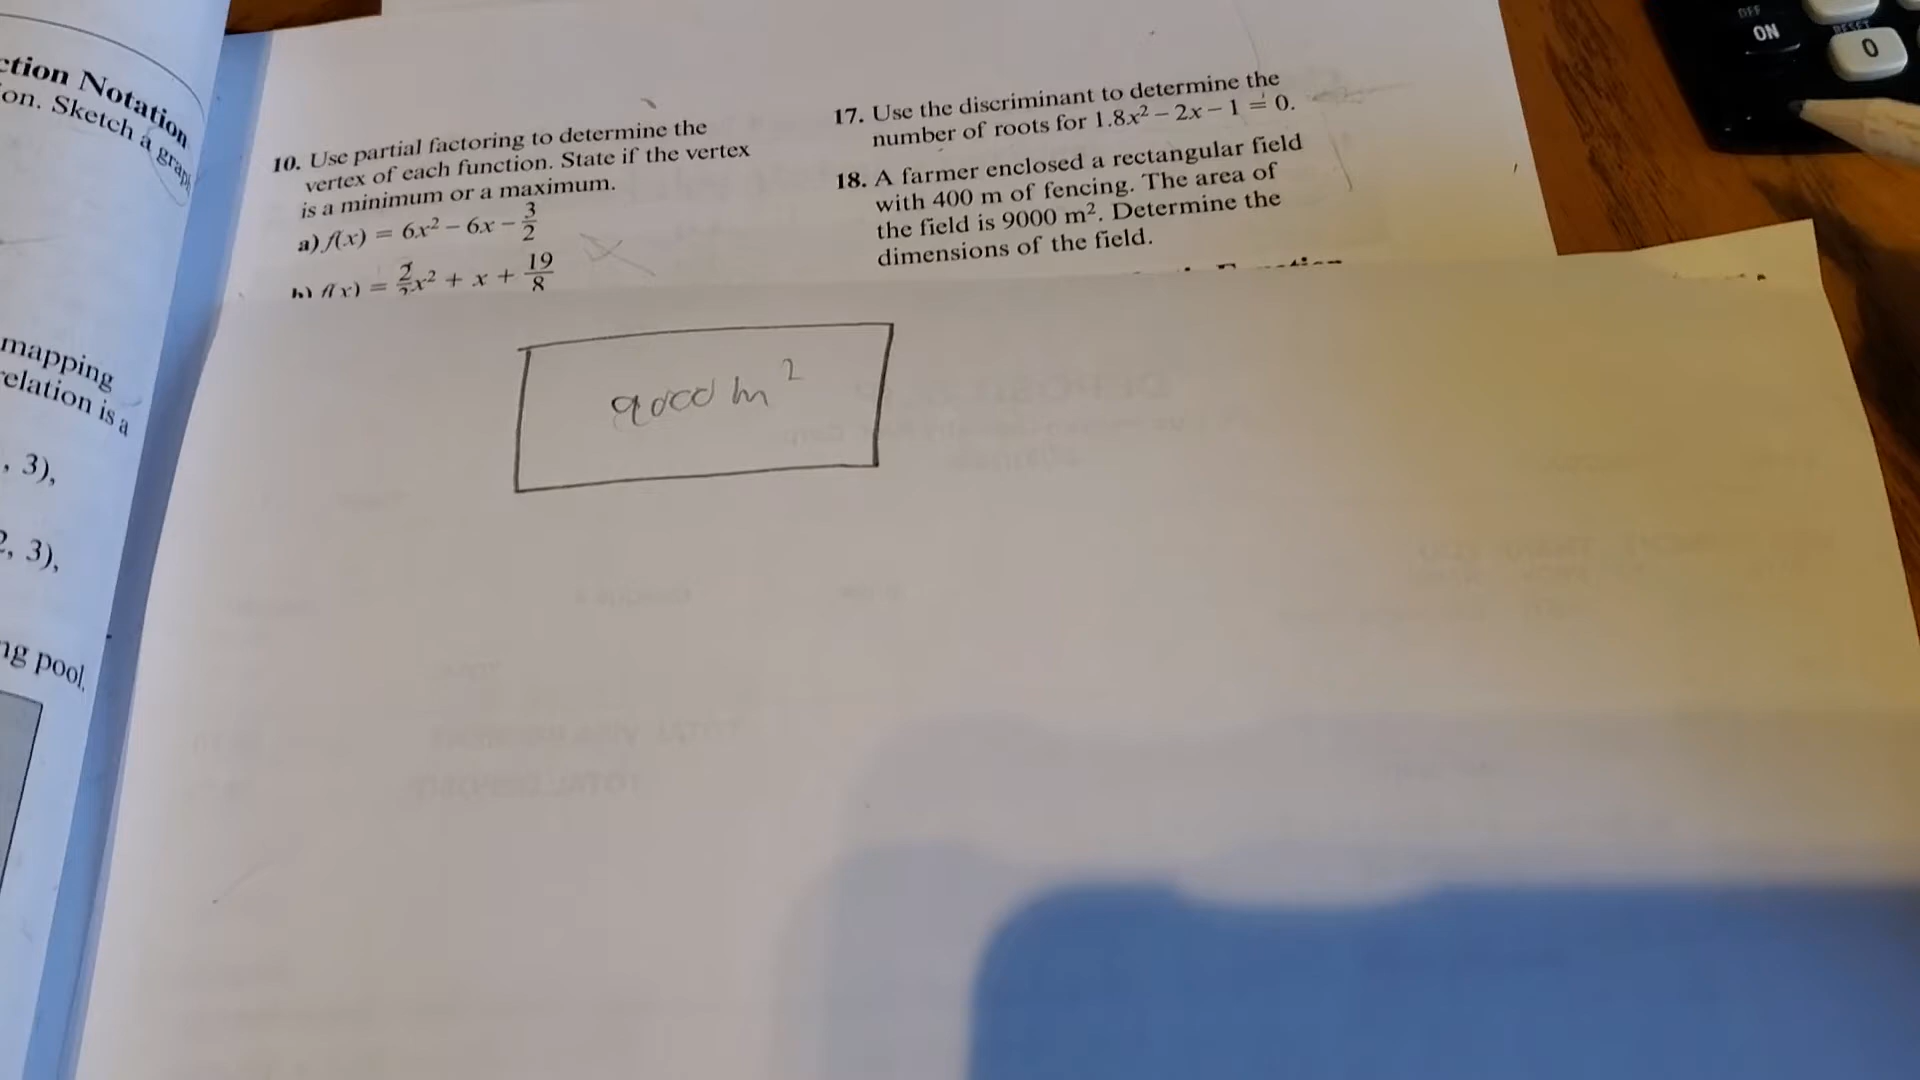 ction Notation
on. Sketch a graph
mapping
relation is a
, 3),
2, 3),
ng pool.
10. Use partial factoring to determine the
vertex of each function. State if the vertex
is a minimum or a maximum.
a) f(x) = 6x² – 6x – 3/2
b) f(x) = x² + x + 19/8
17. Use the discriminant to determine the
number of roots for 1.8x² – 2x – 1 = 0.
18. A farmer enclosed a rectangular field
with 400 m of fencing. The area of
the field is 9000 m². Determine the
dimensions of the field.
9000 m²
OFF
ON
RESET
0